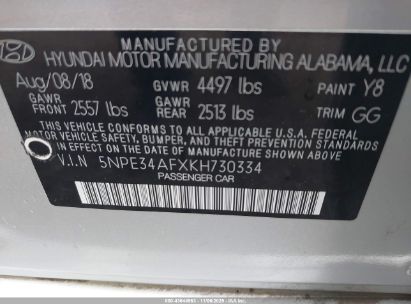 MANUFACTURED BY
HYUNDAI MOTOR MANUFACTURING ALABAMA, LLC
Aug/08/18 GVWR 4497 lbs PAINT Y8
GAWR FRONT 2557 lbs GAWR REAR 2513 lbs TRIM GG
THIS VEHICLE CONFORMS TO ALL APPLICABLE U.S.A. FEDERAL
MOTOR VEHICLE SAFETY, BUMPER, AND THEFT PREVENTION STANDARDS
IN EFFECT ON THE DATE OF MANUFACTURE SHOWN ABOVE.
V.I.N 5NPE34AFXKH730334
PASSENGER CAR